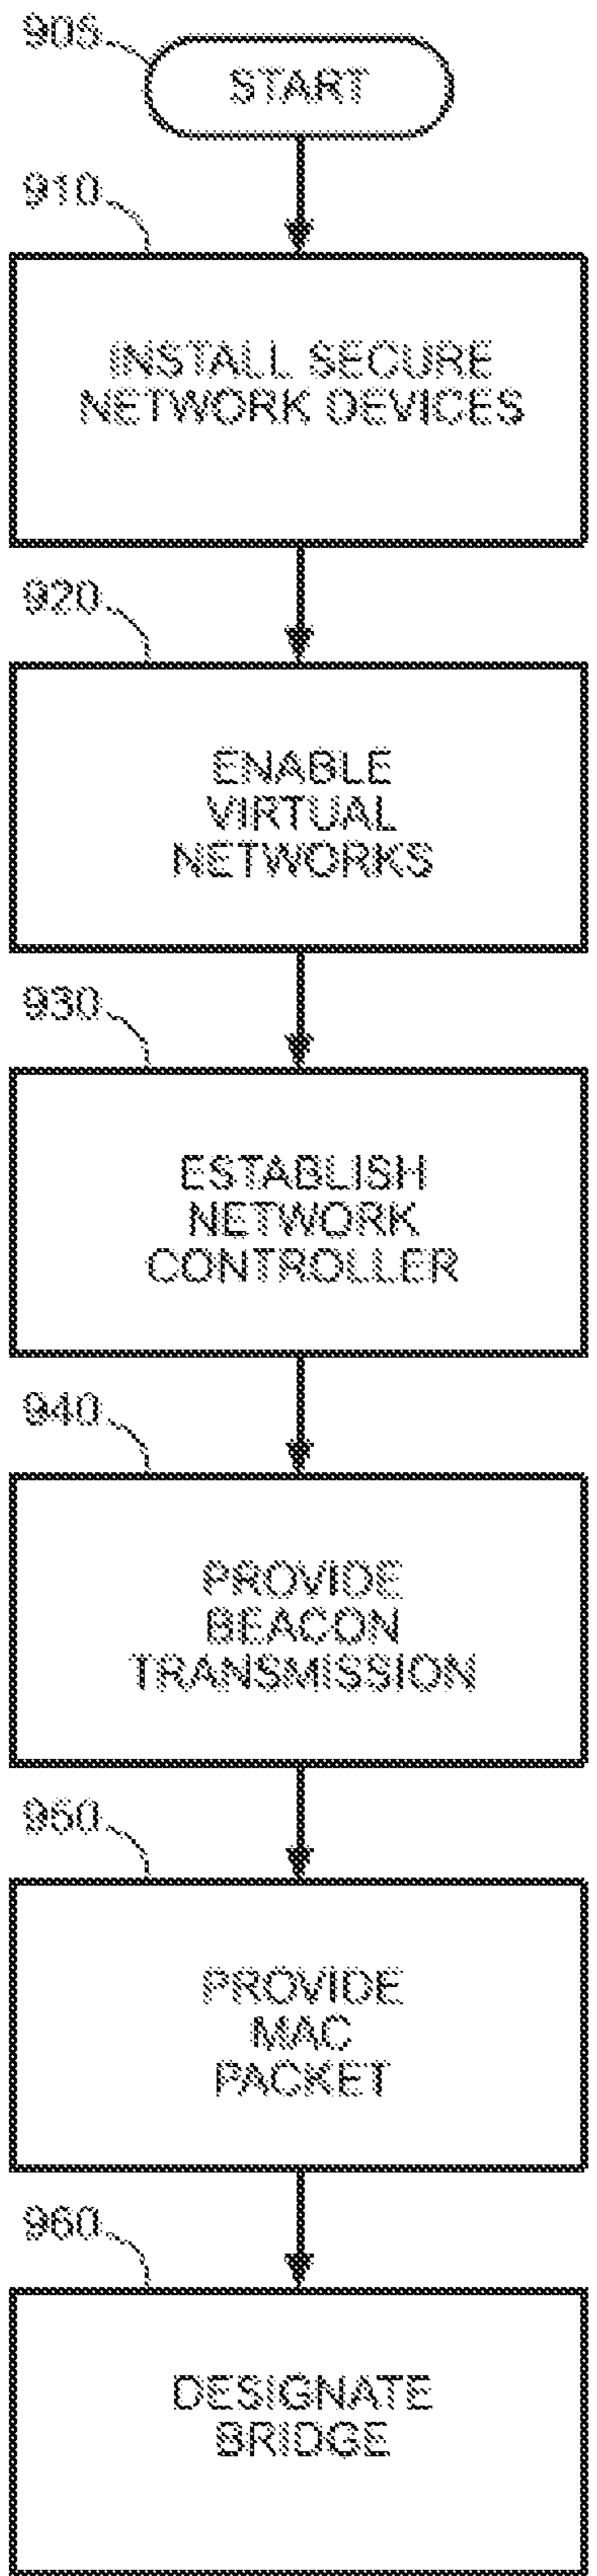 905
START
910
INSTALL SECURE
NETWORK DEVICES
920
ENABLE
VIRTUAL
NETWORKS
930
ESTABLISH
NETWORK
CONTROLLER
940
PROVIDE
BEACON
TRANSMISSION
950
PROVIDE
MAC
PACKET
960
DESIGNATE
BRIDGE